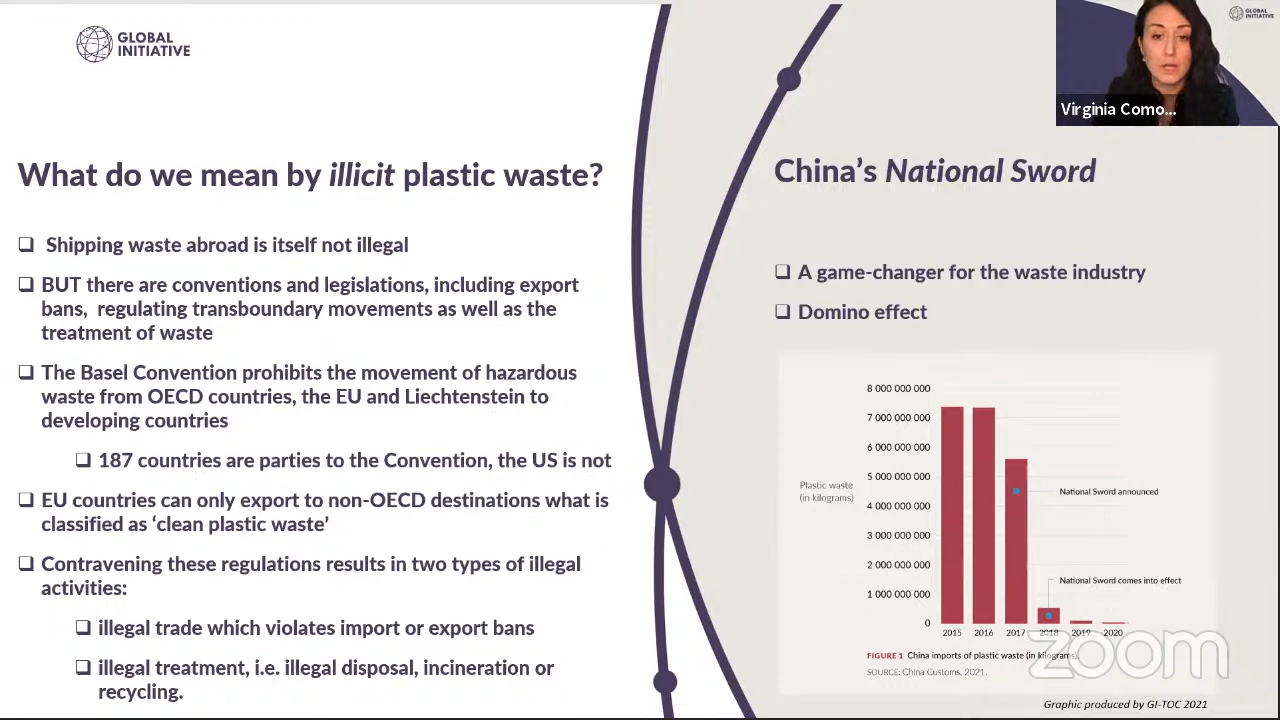 GLOBAL
INITIATIVE
What do we mean by illicit plastic waste?
❑ Shipping waste abroad is itself not illegal
❑ BUT there are conventions and legislations, including export
bans, regulating transboundary movements as well as the
treatment of waste
❑ The Basel Convention prohibits the movement of hazardous
waste from OECD countries, the EU and Liechtenstein to
developing countries
❑ 187 countries are parties to the Convention, the US is not
❑ EU countries can only export to non-OECD destinations what is
classified as ‘clean plastic waste’
❑ Contravening these regulations results in two types of illegal
activities:
❑ illegal trade which violates import or export bans
❑ illegal treatment, i.e. illegal disposal, incineration or
recycling.
GLOBAL
INITIATIVE
Virginia Como...
China’s National Sword
❑ A game-changer for the waste industry
❑ Domino effect
8 000 000 000
7 000 000 000
6 000 000 000
5 000 000 000
4 000 000 000
3 000 000 000
2 000 000 000
1 000 000 000
0
Plastic waste
(in kilograms)
National Sword announced
National Sword comes into effect
2015 2016 2017 2018 2019 2020
FIGURE 1 China imports of plastic waste (in kilograms).
SOURCE: China Customs, 2021.
zoom
Graphic produced by GI-TOC 2021